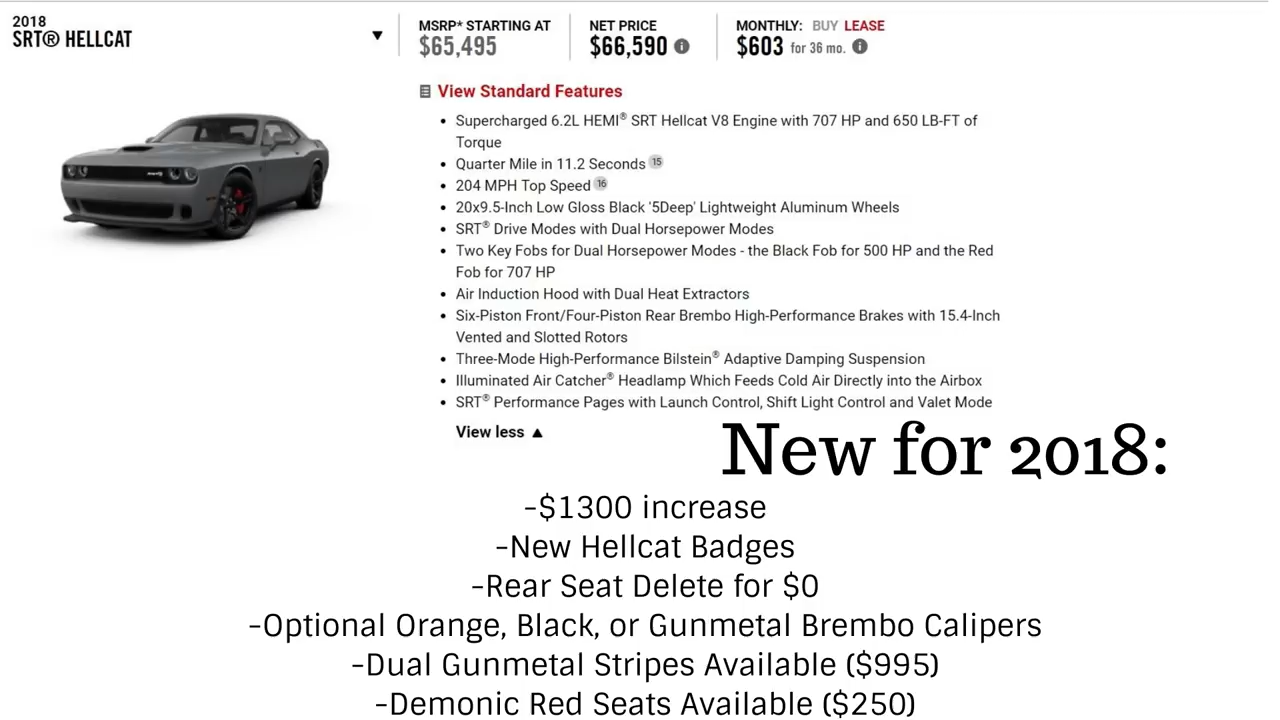 2018
SRT® HELLCAT
MSRP* STARTING AT
$65,495
NET PRICE
$66,590
MONTHLY: BUY LEASE
$603 for 36 mo.
View Standard Features
• Supercharged 6.2L HEMI® SRT Hellcat V8 Engine with 707 HP and 650 LB-FT of
Torque
• Quarter Mile in 11.2 Seconds 15
• 204 MPH Top Speed 16
• 20x9.5-Inch Low Gloss Black '5Deep' Lightweight Aluminum Wheels
• SRT® Drive Modes with Dual Horsepower Modes
• Two Key Fobs for Dual Horsepower Modes - the Black Fob for 500 HP and the Red
Fob for 707 HP
• Air Induction Hood with Dual Heat Extractors
• Six-Piston Front/Four-Piston Rear Brembo High-Performance Brakes with 15.4-Inch
Vented and Slotted Rotors
• Three-Mode High-Performance Bilstein® Adaptive Damping Suspension
• Illuminated Air Catcher® Headlamp Which Feeds Cold Air Directly into the Airbox
• SRT® Performance Pages with Launch Control, Shift Light Control and Valet Mode
View less ▲
New for 2018:
-$1300 increase
-New Hellcat Badges
-Rear Seat Delete for $0
-Optional Orange, Black, or Gunmetal Brembo Calipers
-Dual Gunmetal Stripes Available ($995)
-Demonic Red Seats Available ($250)